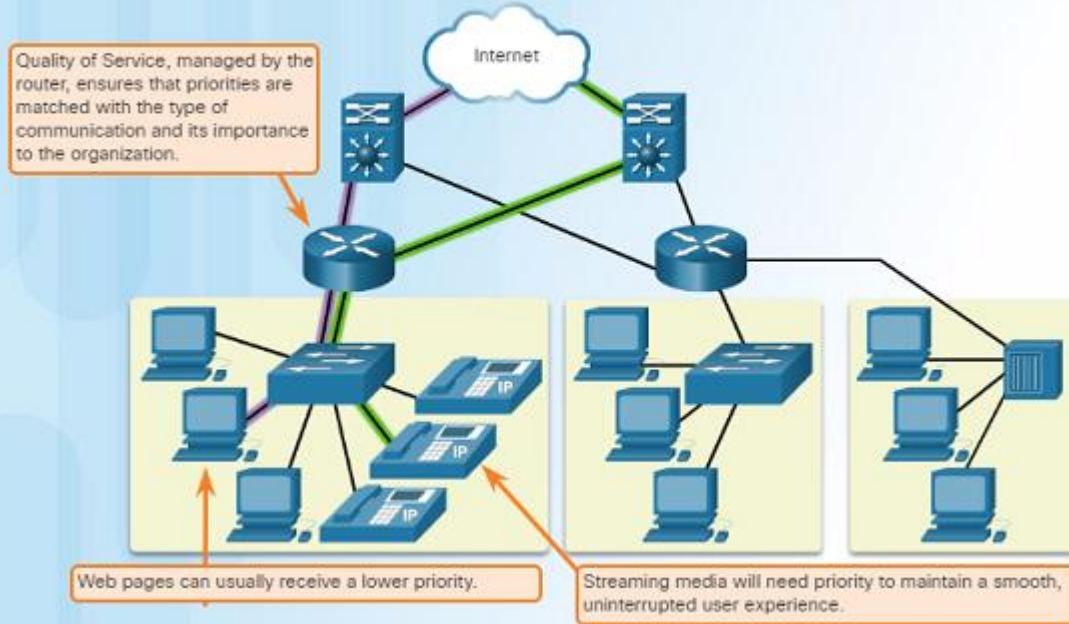 Internet
Quality of Service, managed by the
router, ensures that priorities are
matched with the type of
communication and its importance
to the organization.
IP
IP
IP
Web pages can usually receive a lower priority.
Streaming media will need priority to maintain a smooth,
uninterrupted user experience.